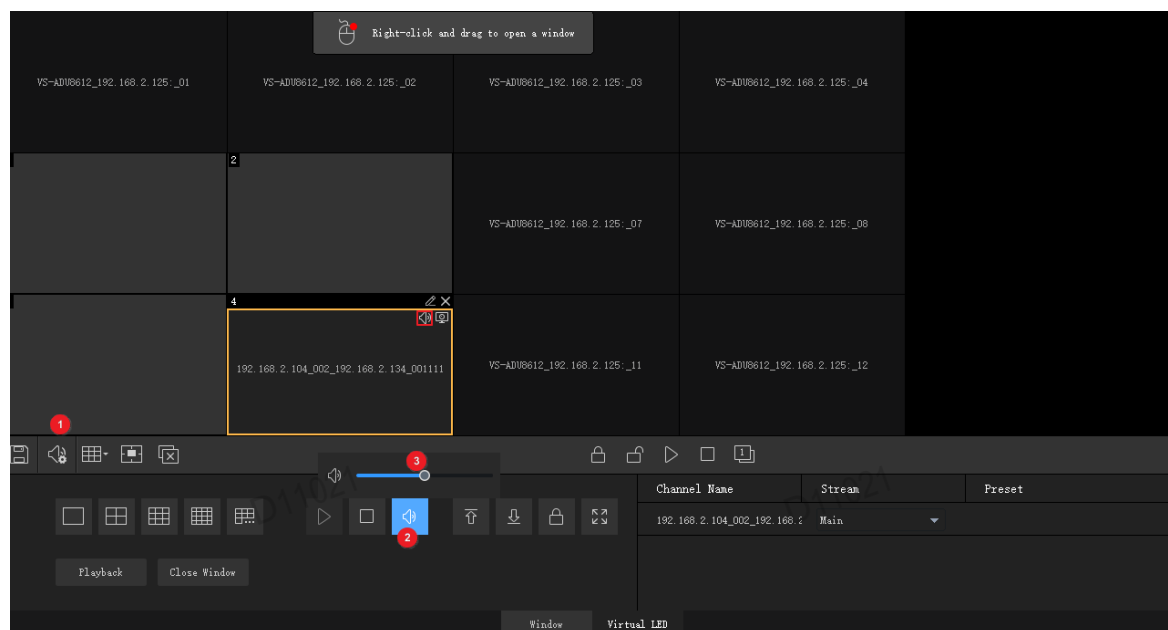 Right-click and drag to open a window
VS-ADU8612_192.168.2.125:_01
VS-ADU8612_192.168.2.125:_02
VS-ADU8612_192.168.2.125:_03
VS-ADU8612_192.168.2.125:_04
2
VS-ADU8612_192.168.2.125:_07
VS-ADU8612_192.168.2.125:_08
4
192.168.2.104_002_192.168.2.134_001111
VS-ADU8612_192.168.2.125:_11
VS-ADU8612_192.168.2.125:_12
1
1
3
Channel Name Stream Preset
D11021
D11021
192.168.2.104_002_192.168.2 Main
2
Playback Close Window
Window Virtual LED